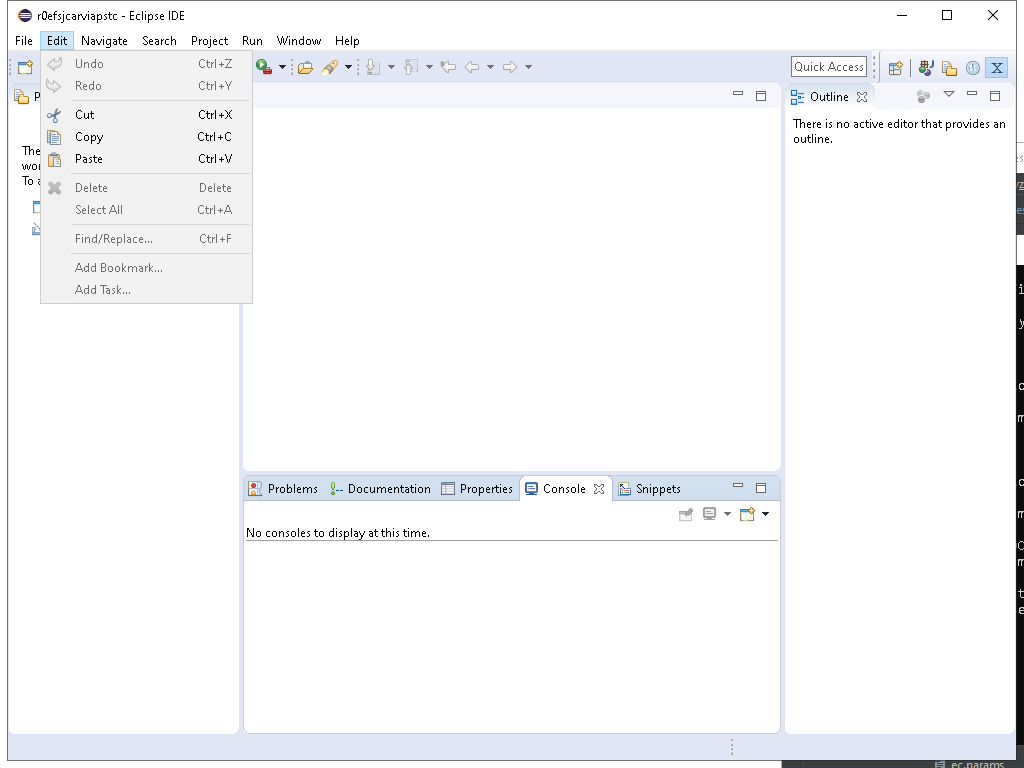 r0efsjcarviapstc - Eclipse IDE
File Edit Navigate Search Project Run Window Help
Quick Access
Undo Ctrl+Z
Redo Ctrl+Y
Cut Ctrl+X
Copy Ctrl+C
Paste Ctrl+V
Delete Delete
Select All Ctrl+A
Find/Replace... Ctrl+F
Add Bookmark...
Add Task...
P
The
wor
To a
Outline
There is no active editor that provides an
outline.
Problems Documentation Properties Console Snippets
No consoles to display at this time.
ec.params